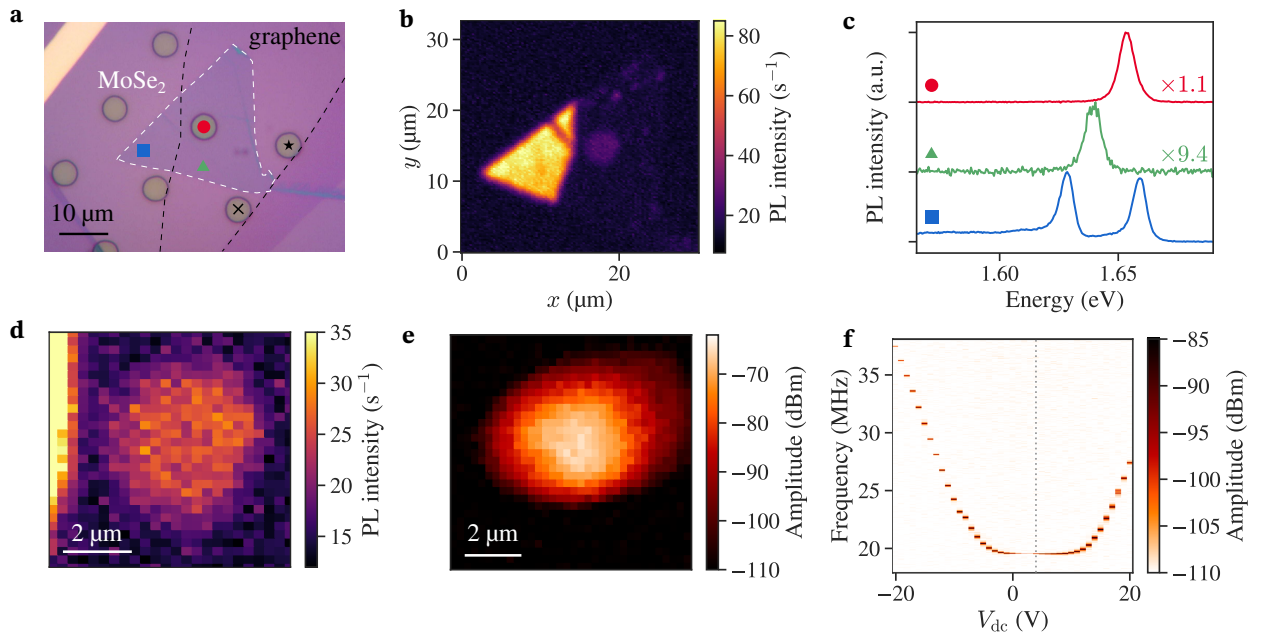 a
MoSe₂
graphene
10 µm
b
30
20
10
0
0
20
y (µm)
x (µm)
80
60
40
20
PL intensity (s⁻¹)
c
×1.1
×9.4
PL intensity (a.u.)
1.60
1.65
Energy (eV)
d
2 µm
35
30
25
20
15
PL intensity (s⁻¹)
e
2 µm
−70
−80
−90
−100
−110
Amplitude (dBm)
f
35
30
25
20
Frequency (MHz)
−20
0
20
V_dc (V)
−85
−90
−95
−100
−105
−110
Amplitude (dBm)